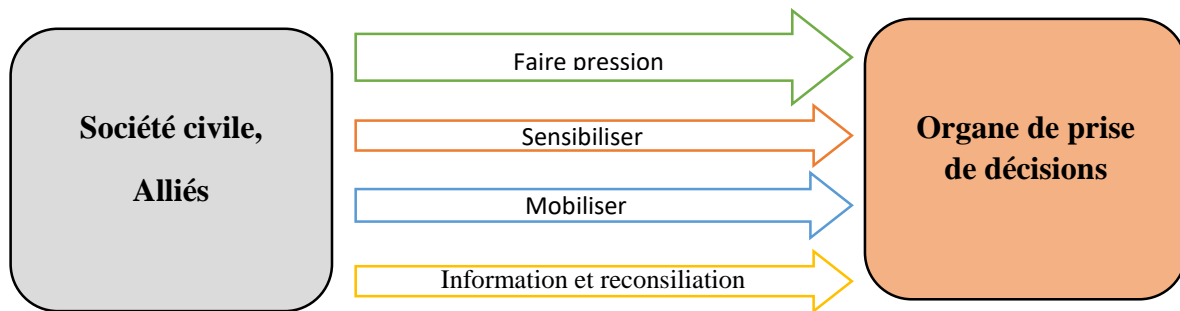 Société civile,
Alliés
Faire pression
Sensibiliser
Mobiliser
Information et reconsiliation
Organe de prise
de décisions